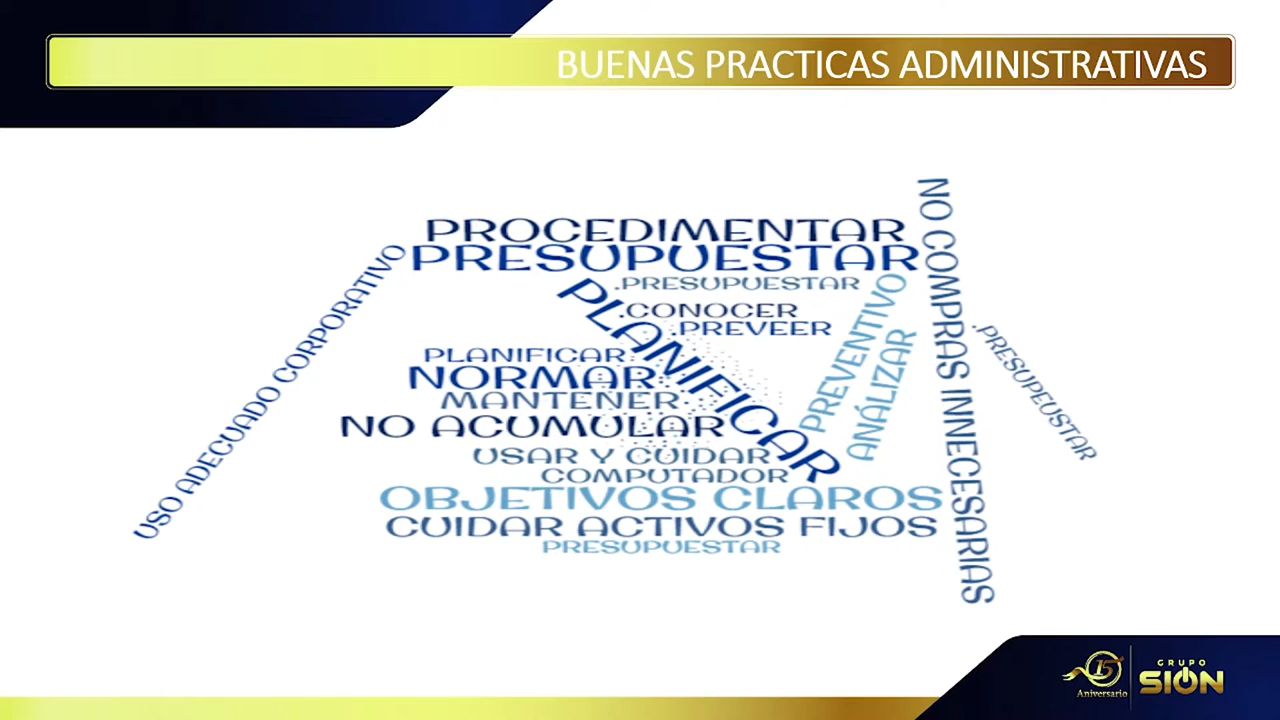 BUENAS PRACTICAS ADMINISTRATIVAS
PROCEDIMENTAR
PRESUPUESTAR
.PRESUPUESTAR
.CONOCER
.PREVEER
PLANIFICAR
PLANIFICAR
NORMAR
MANTENER
NO ACUMULAR
USAR Y CUIDAR
COMPUTADOR
OBJETIVOS CLAROS
CUIDAR ACTIVOS FIJOS
PRESUPUESTAR
USO ADECUADO CORPORATIVO
PREVENTIVO
ANÁLIZAR
NO COMPRAS INNECESARIAS
.PRESUPEUSTAR
15
Aniversario
GRUPO
SION